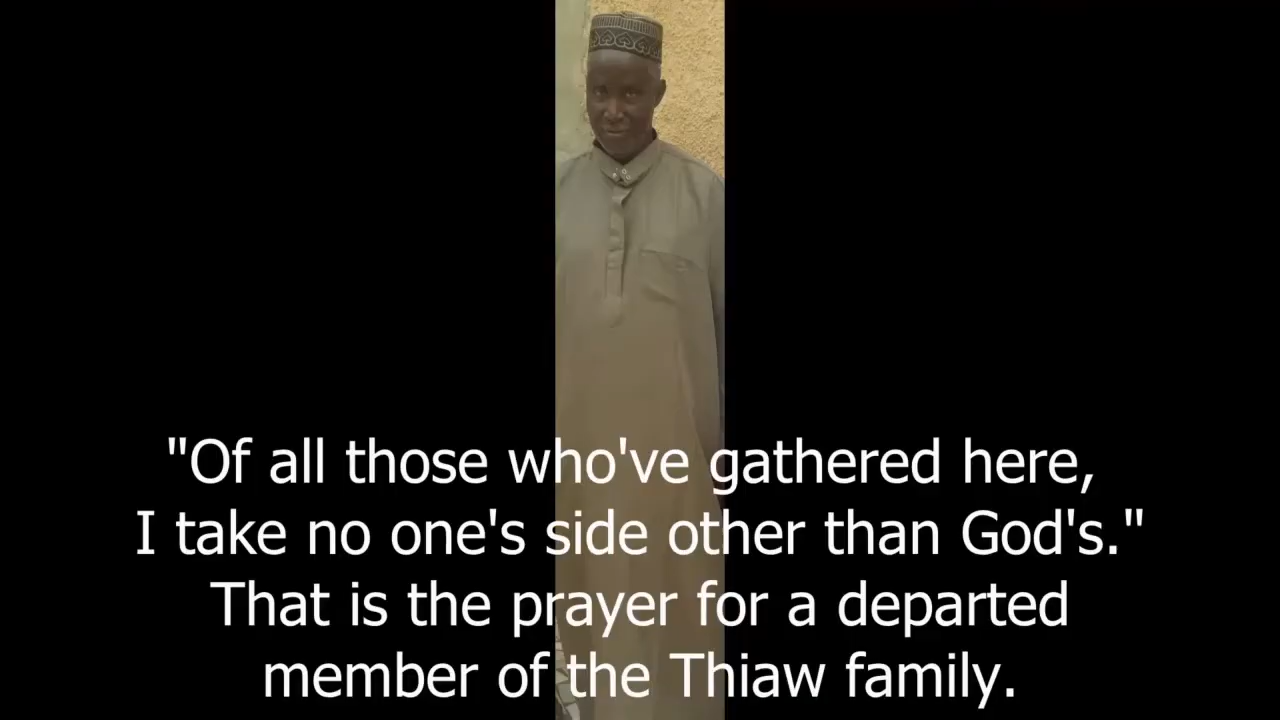 "Of all those who've gathered here,
I take no one's side other than God's."
That is the prayer for a departed
member of the Thiaw family.